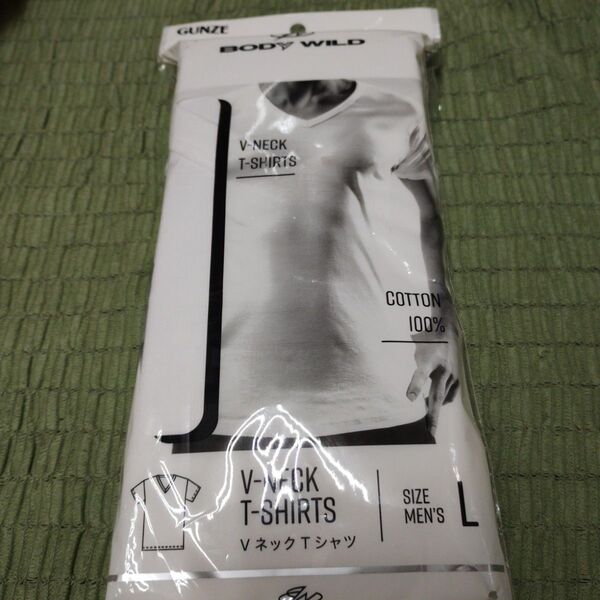 GUNZE
BODY WILD
V-NECK
T-SHIRTS
COTTON
100%
V-NECK
T-SHIRTS
VネックTシャツ
SIZE
MEN'S
L